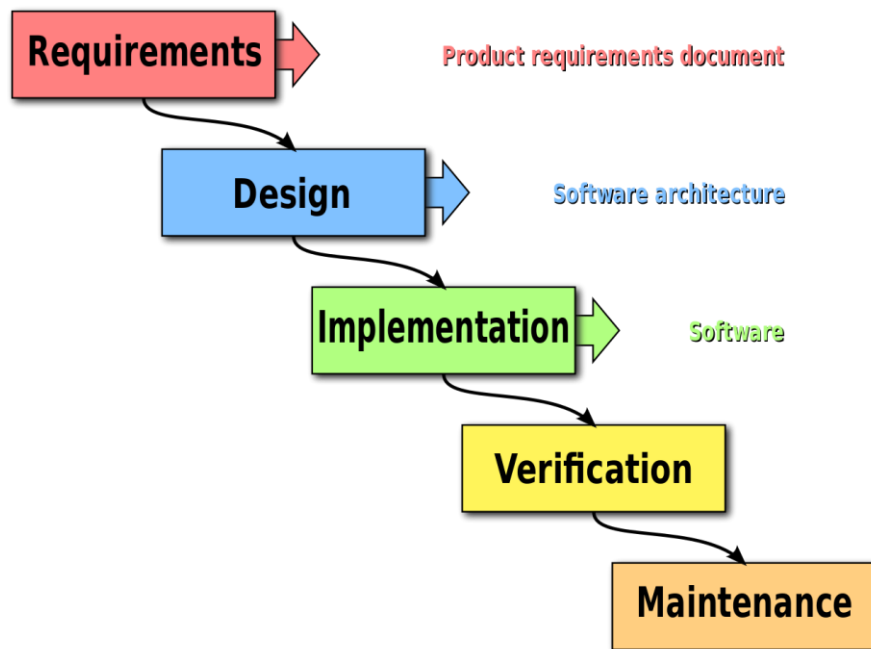 Requirements
Product requirements document
Design
Software architecture
Implementation
Software
Verification
Maintenance